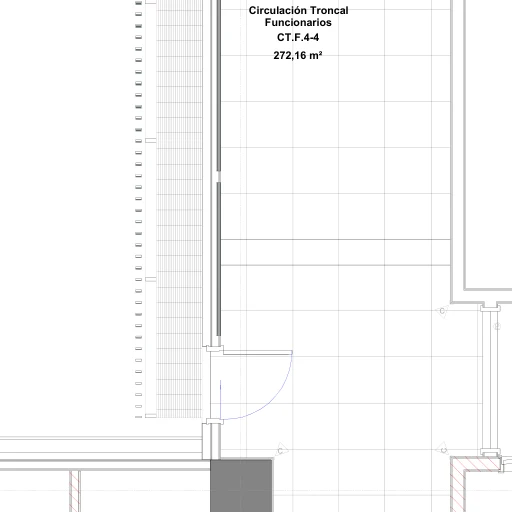 Circulación Troncal
Funcionarios
CT.F.4-4
272,16 m²
C
C
C